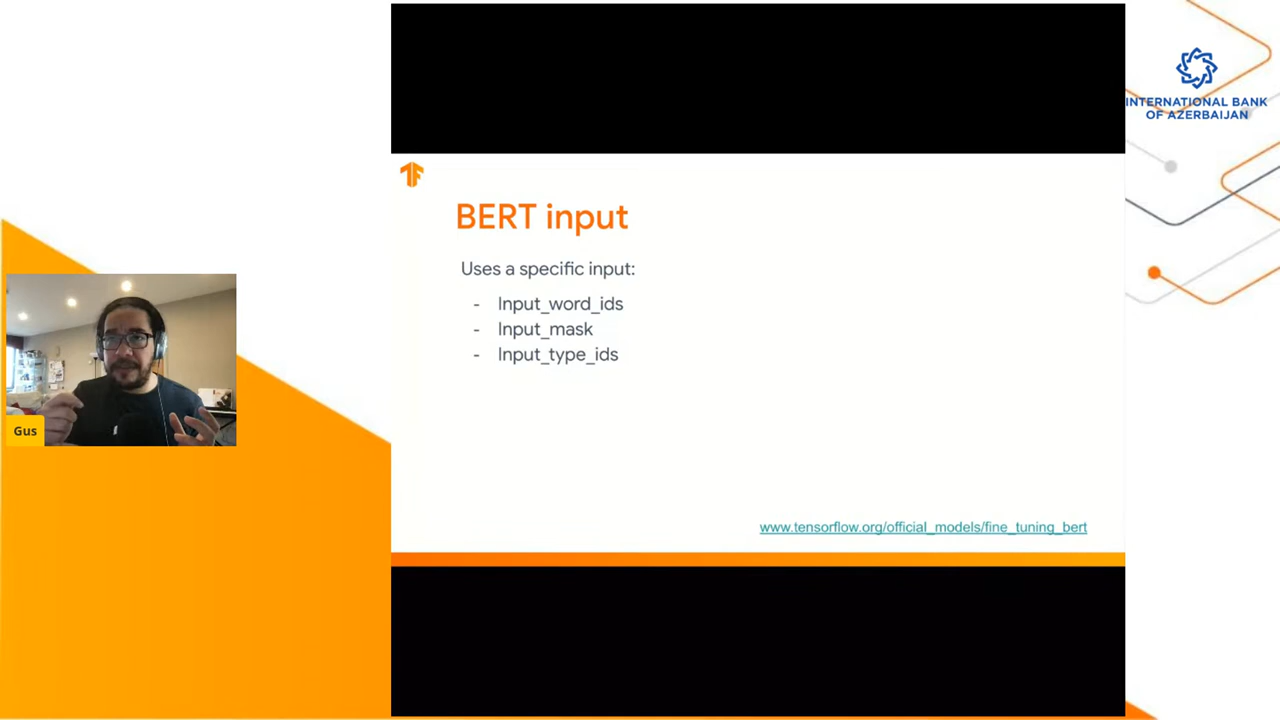 INTERNATIONAL BANK
OF AZERBAIJAN
BERT input
Uses a specific input:
- Input_word_ids
- Input_mask
- Input_type_ids
Gus
www.tensorflow.org/official_models/fine_tuning_bert